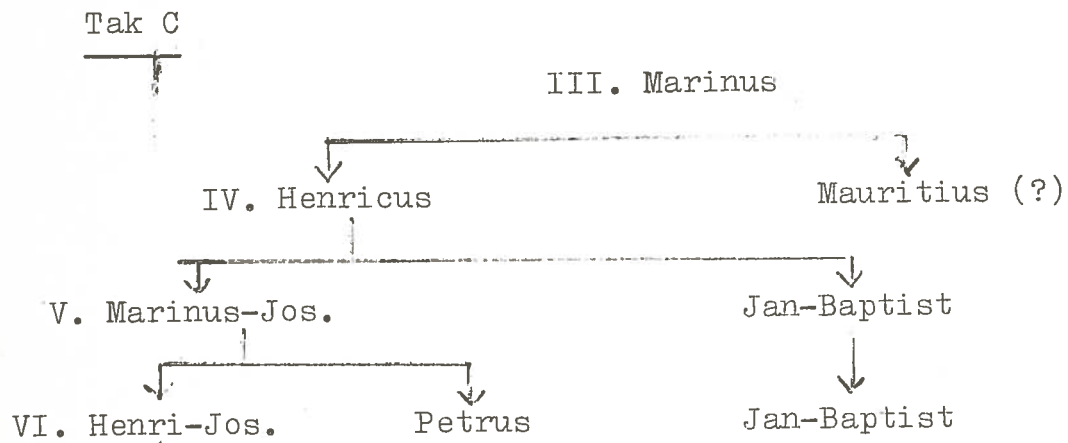 Tak C
III. Marinus
IV. Henricus Mauritius (?)
V. Marinus-Jos. Jan-Baptist
VI. Henri-Jos. Petrus Jan-Baptist